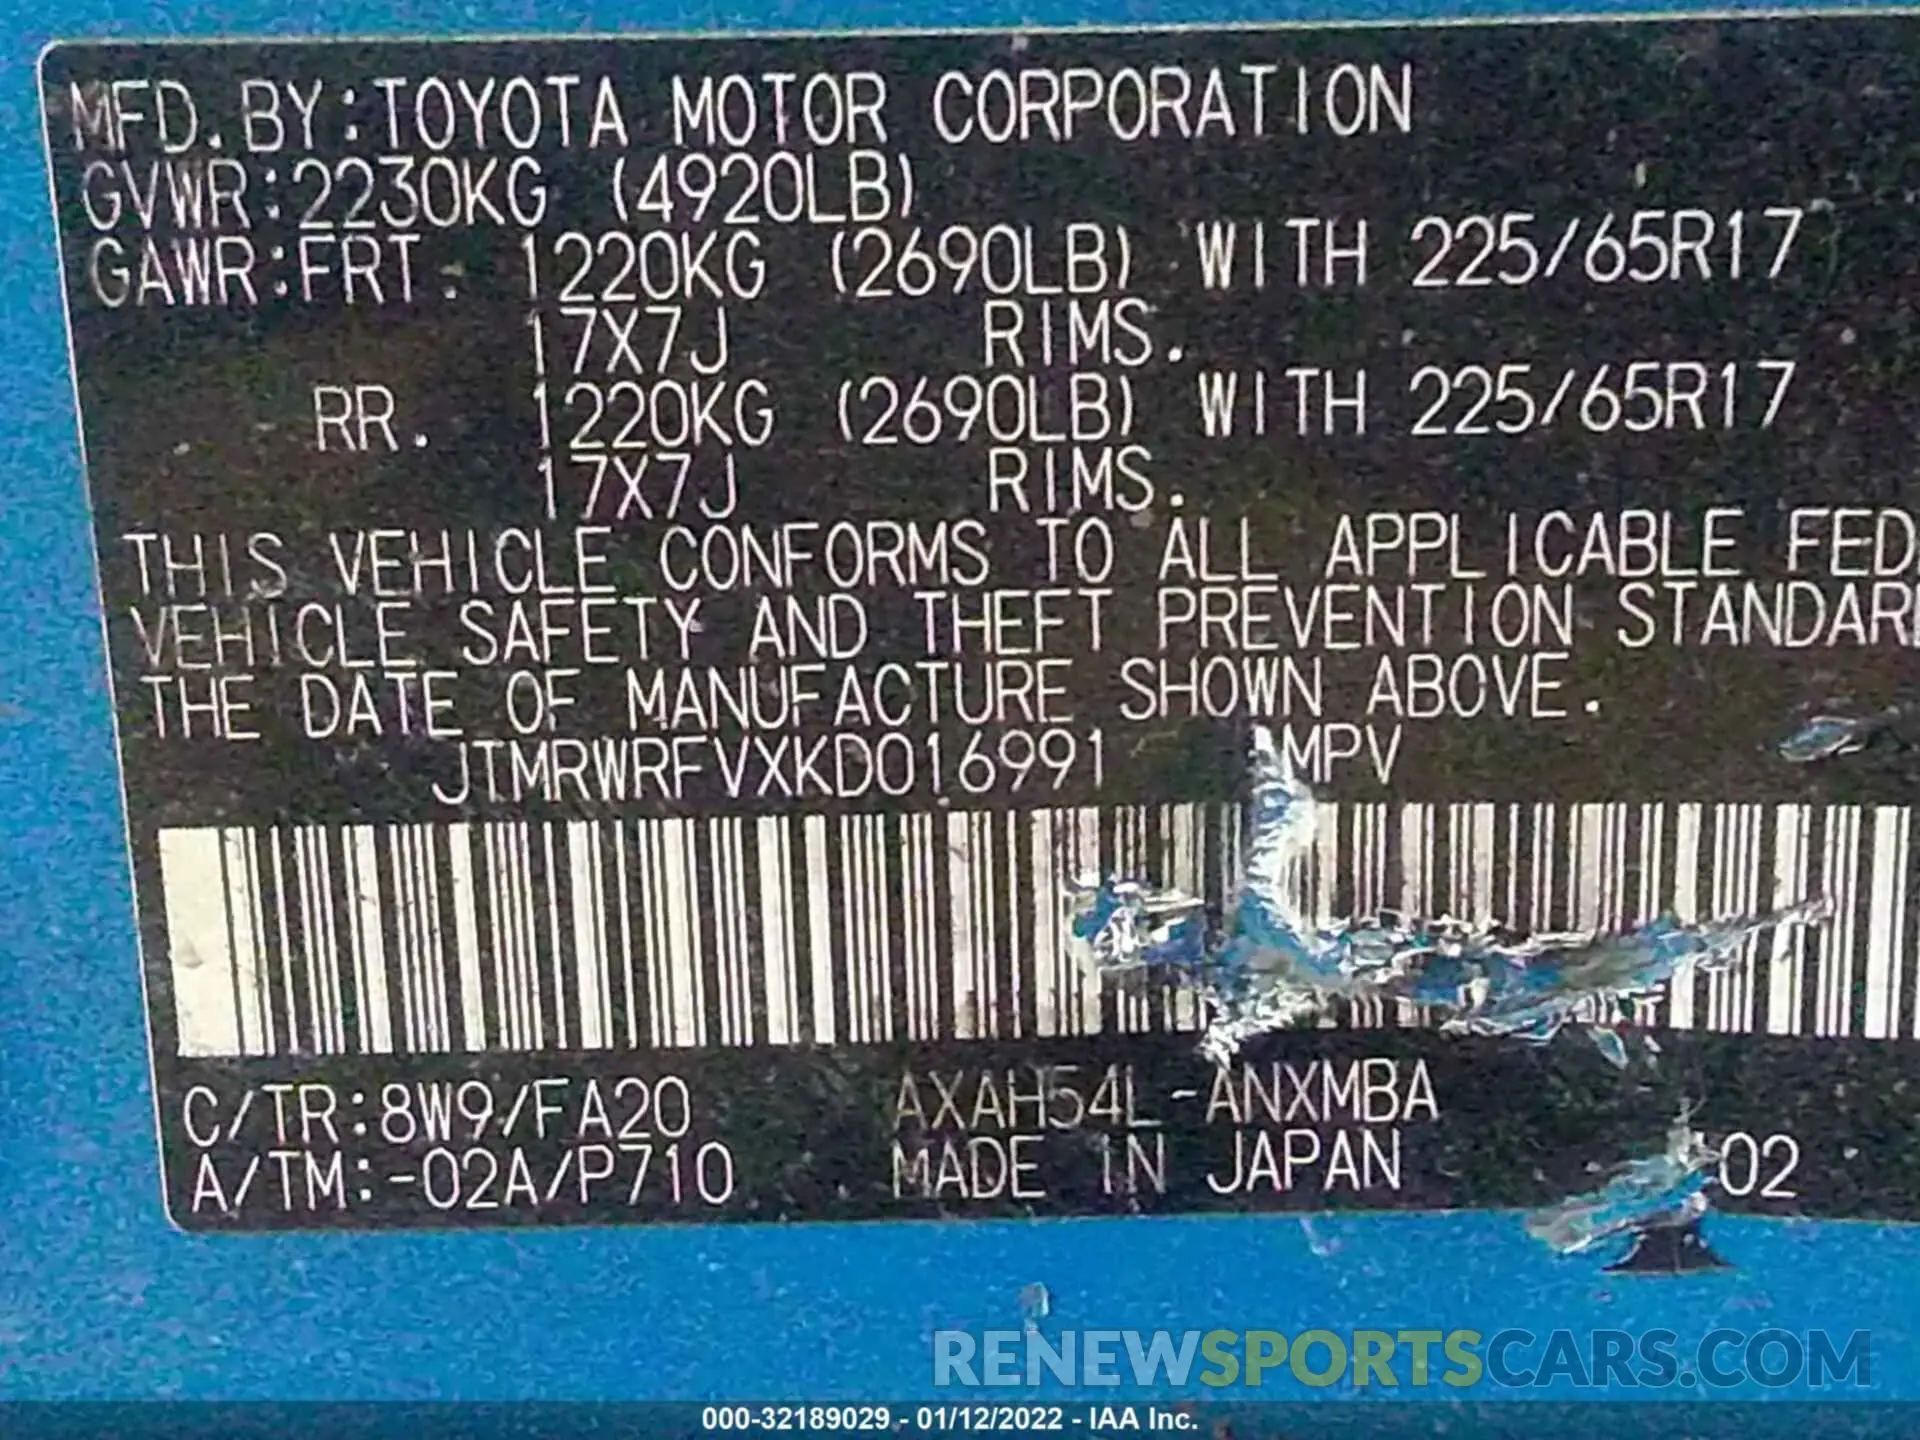 MFD. BY:TOYOTA MOTOR CORPORATION
GVWR:2230KG (4920LB)
GAWR:FRT. 1220KG (2690LB) WITH 225/65R17
17X7J RIMS.
RR. 1220KG (2690LB) WITH 225/65R17
17X7J RIMS.
THIS VEHICLE CONFORMS TO ALL APPLICABLE FED
VEHICLE SAFETY AND THEFT PREVENTION STANDAR
THE DATE OF MANUFACTURE SHOWN ABOVE.
JTMRWRFVXKD016991 MPV
C/TR:8W9/FA20 AXAH54L-ANXMBA
A/TM:-02A/P710 MADE IN JAPAN 02
RENEWSPORTSCARS.COM
000-32189029 - 01/12/2022 - IAA Inc.